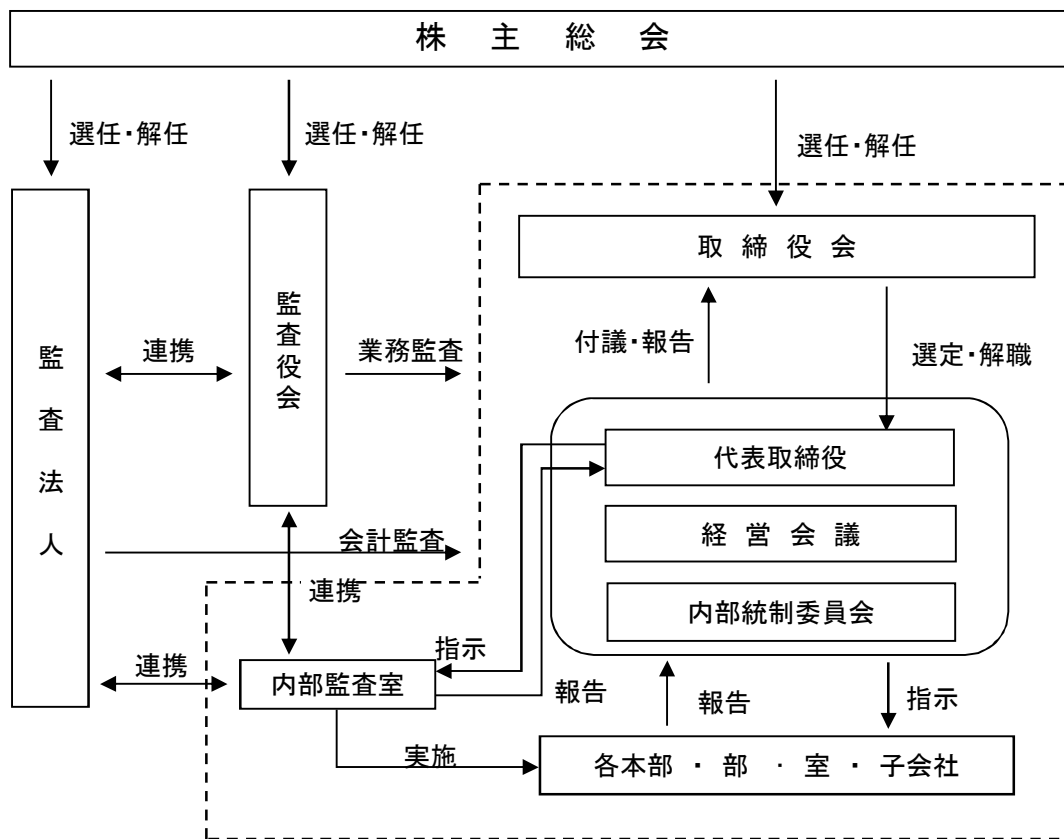 株 主 総 会
選任・解任
選任・解任
選任・解任
取 締 役 会
監査役会
監査法人
連携
業務監査
付議・報告
選定・解職
代表取締役
経 営 会 議
会計監査
連携
内部統制委員会
指示
連携
内部監査室
報告
報告
指示
実施
各本部 ・ 部 ・ 室 ・ 子会社